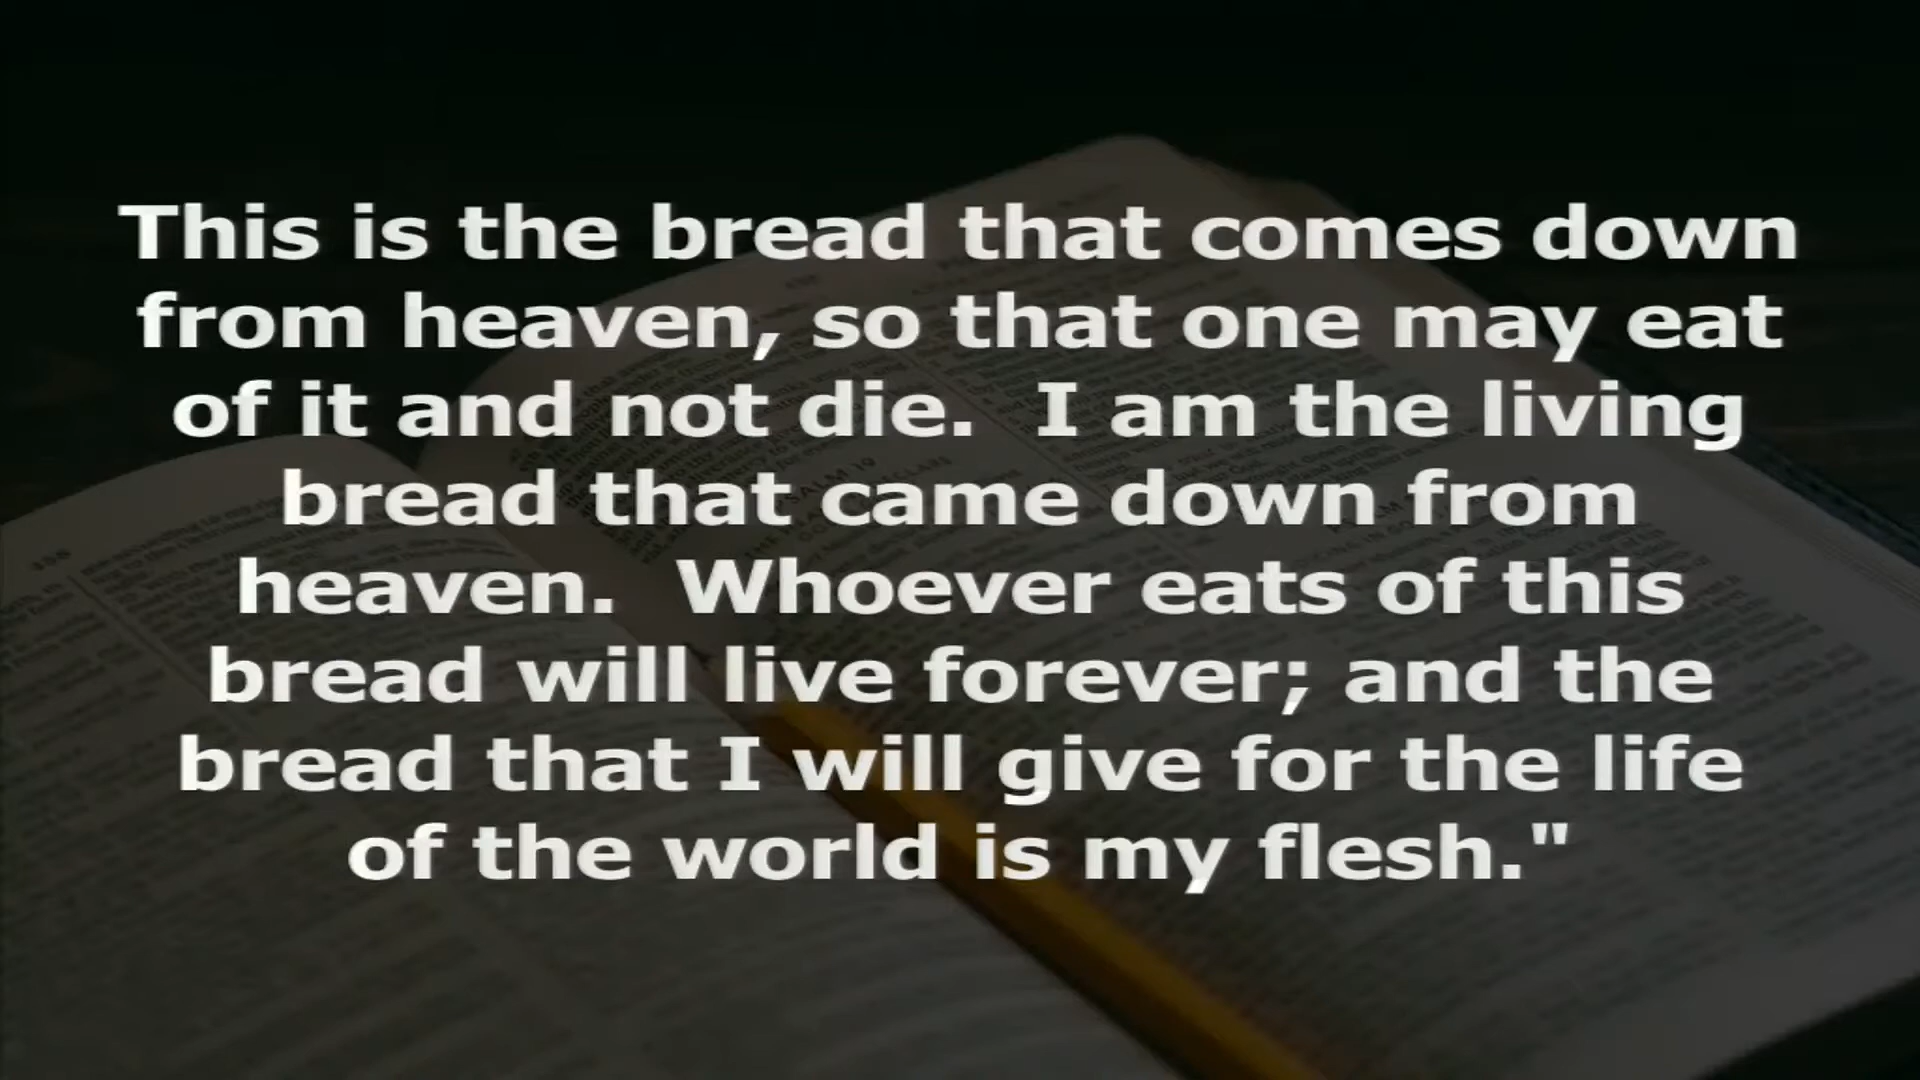 This is the bread that comes down
from heaven, so that one may eat
of it and not die.  I am the living
bread that came down from
heaven.  Whoever eats of this
bread will live forever; and the
bread that I will give for the life
of the world is my flesh."